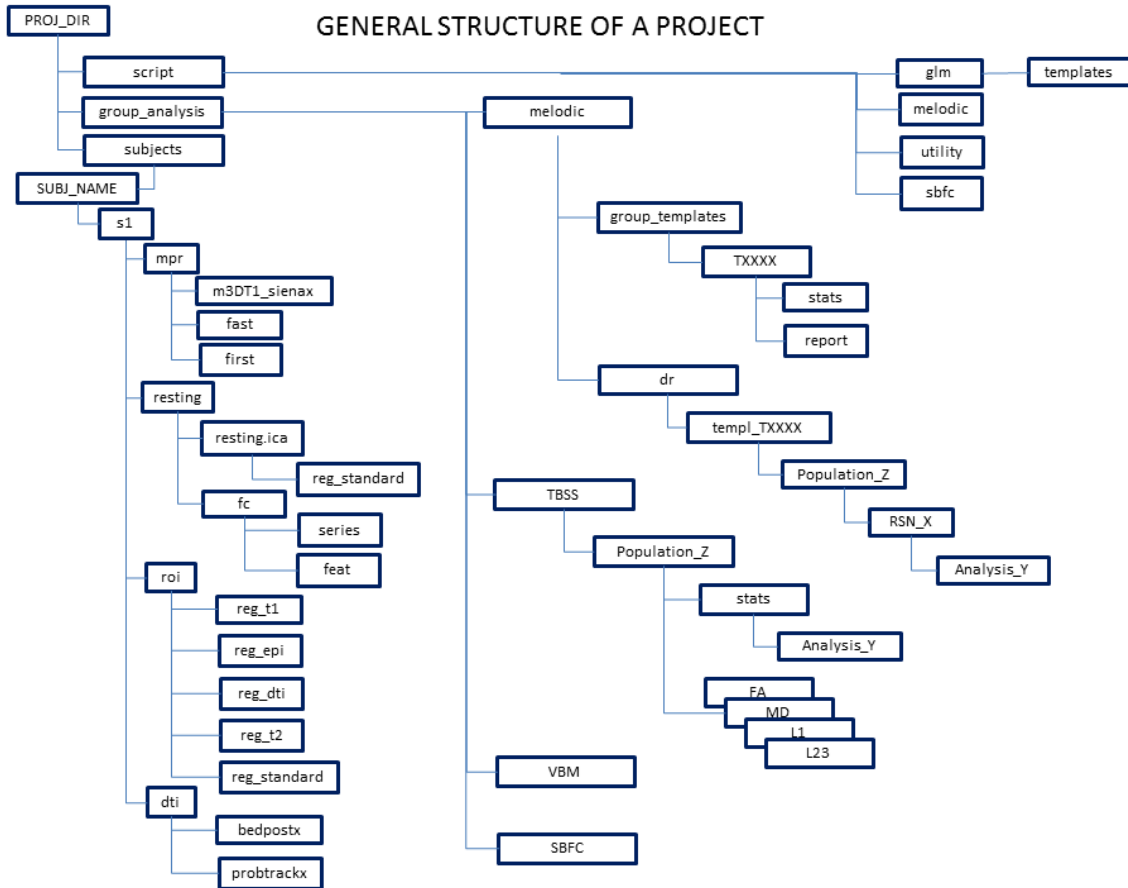 PROJ_DIR
GENERAL STRUCTURE OF A PROJECT
script
group_analysis
subjects
SUBJ_NAME
s1
mpr
m3DT1_sienax
fast
first
resting
resting.ica
reg_standard
fc
series
feat
roi
reg_t1
reg_epi
reg_dti
reg_t2
reg_standard
dti
bedpostx
probtrackx
melodic
group_templates
TXXXX
stats
report
dr
templ_TXXXX
Population_Z
RSN_X
Analysis_Y
TBSS
Population_Z
stats
Analysis_Y
FA
MD
L1
L23
VBM
SBFC
glm
templates
melodic
utility
sbfc